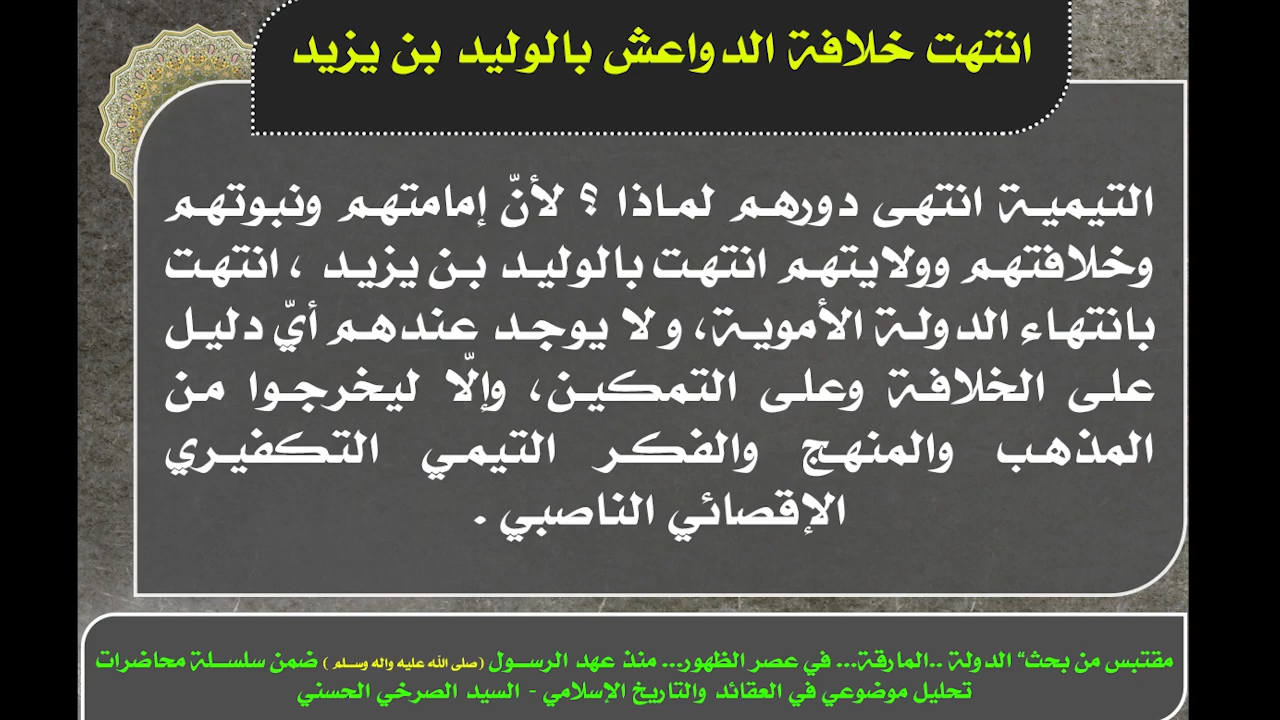 انتهت خلافة الدواعش بالوليد بن يزيد
التيمية انتهى دورهم لماذا ؟ لأنّ إمامتهم ونبوتهم
وخلافتهم وولايتهم انتهت بالوليد بن يزيد ، انتهت
بانتهاء الدولة الأموية، ولا يوجد عندهم أيّ دليل
على الخلافة وعلى التمكين، وإلّا ليخرجوا من
المذهب والمنهج والفكر التيمي التكفيري
الإقصائي الناصبي .
مقتبس من بحث" الدولة ..المارقة... في عصر الظهور... منذ عهد الرسول (صلى الله عليه واله وسلم ) ضمن سلسلة محاضرات
تحليل موضوعي في العقائد والتاريخ الإسلامي - السيد الصرخي الحسني